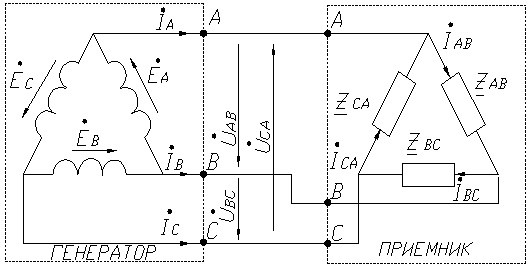 İA A A İAB
ĖC ĖA U̇AB U̇CA ZCA ZAB
ĖB İB B İCA ZBC
U̇BC B İBC
İC C C
ГЕНЕРАТОР ПРИЕМНИК